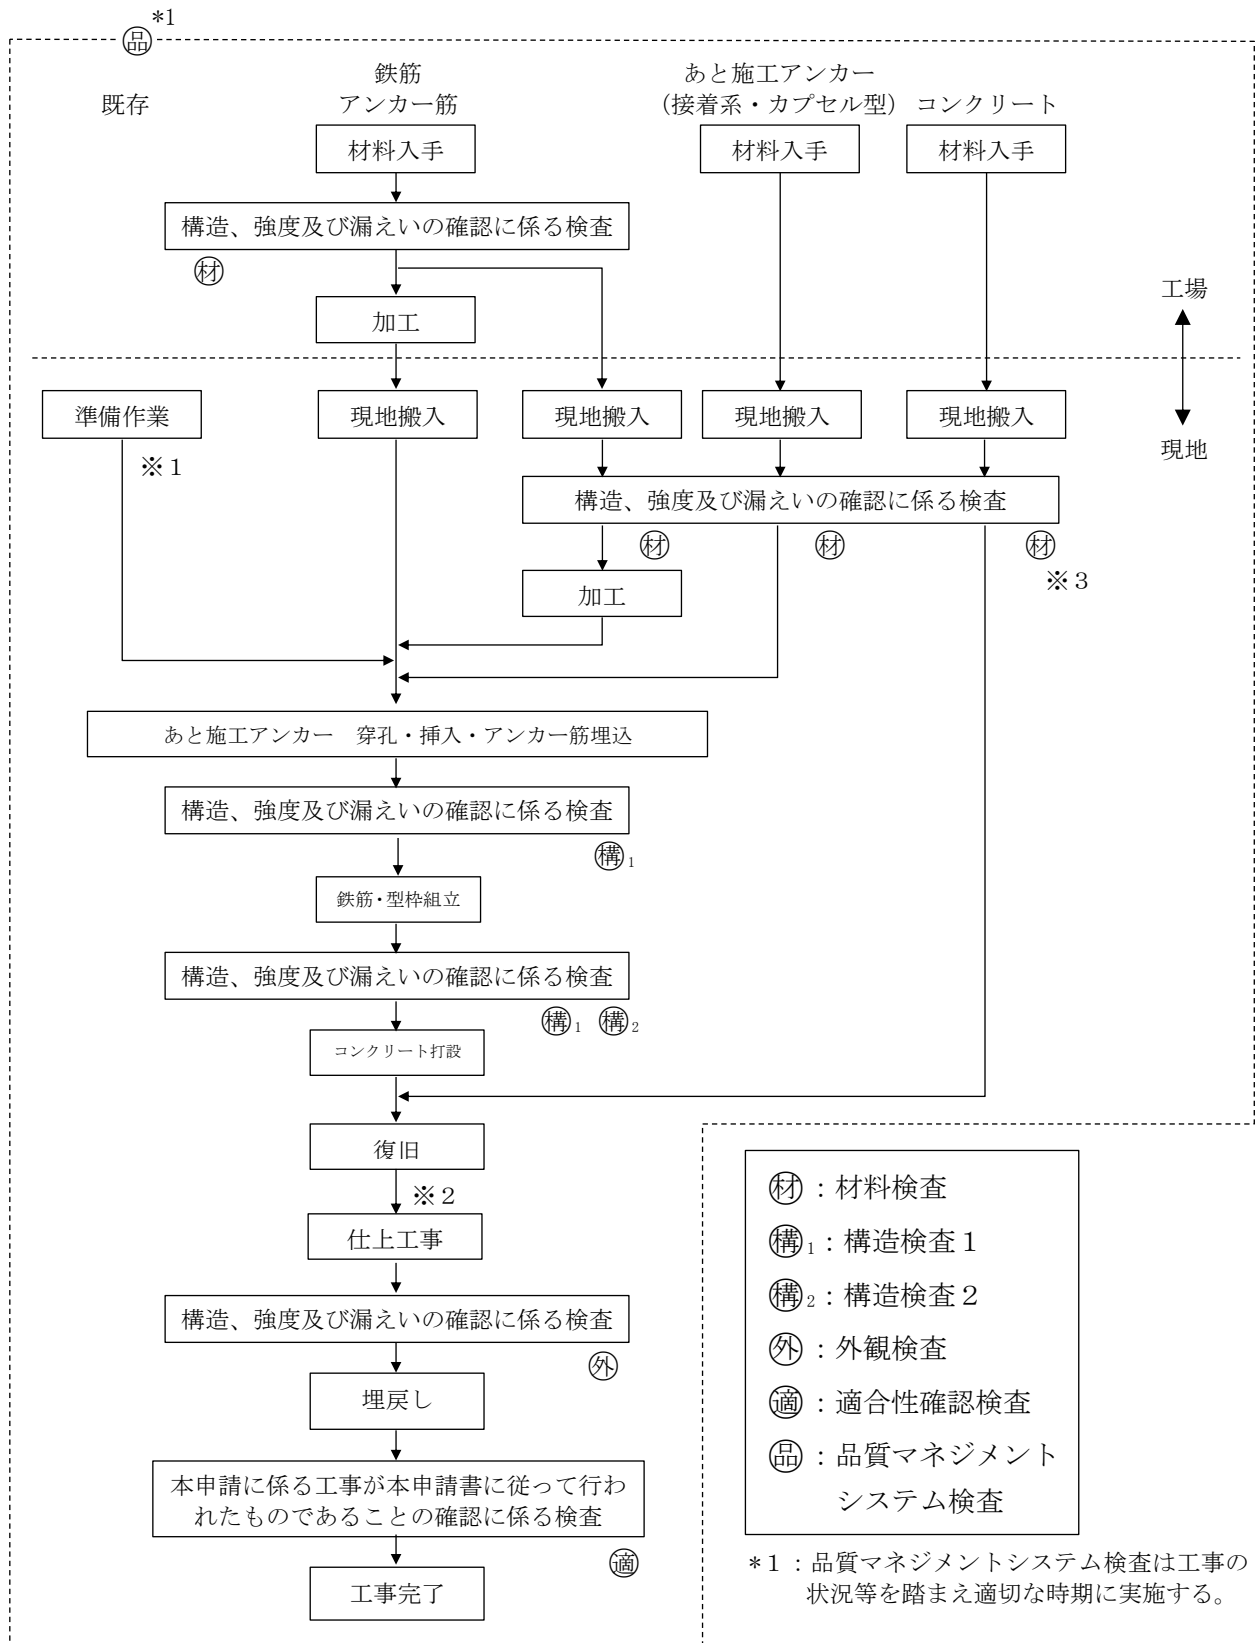 ㊝*1
鉄筋
アンカー筋
あと施工アンカー
（接着系・カプセル型）
コンクリート
既存
材料入手
材料入手
材料入手
構造、強度及び漏えいの確認に係る検査
材
加工
工場
現地
準備作業
※１
現地搬入
現地搬入
現地搬入
現地搬入
構造、強度及び漏えいの確認に係る検査
材
材
材
※３
加工
あと施工アンカー　穿孔・挿入・アンカー筋埋込
構造、強度及び漏えいの確認に係る検査
構1
鉄筋・型枠組立
構造、強度及び漏えいの確認に係る検査
構1 構2
コンクリート打設
復旧
※２
仕上工事
構造、強度及び漏えいの確認に係る検査
外
埋戻し
本申請に係る工事が本申請書に従って行わ
れたものであることの確認に係る検査
適
工事完了
材：材料検査
構1：構造検査１
構2：構造検査２
外：外観検査
適：適合性確認検査
品：品質マネジメント
システム検査
*１：品質マネジメントシステム検査は工事の
状況等を踏まえ適切な時期に実施する。